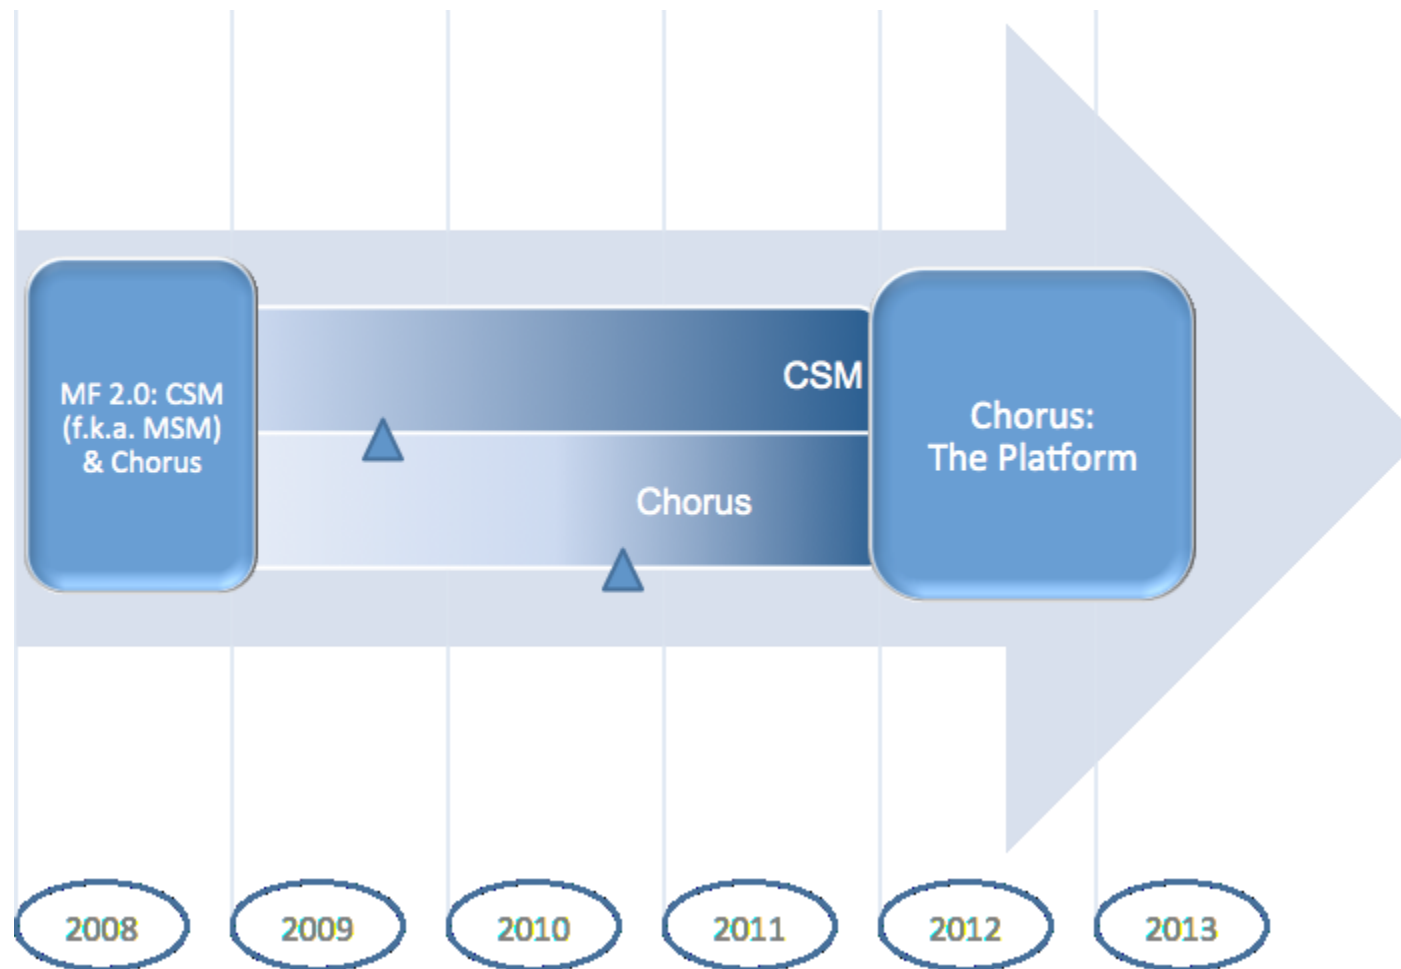 MF 2.0: CSM
(f.k.a. MSM)
& Chorus
CSM
Chorus
Chorus:
The Platform
2008
2009
2010
2011
2012
2013